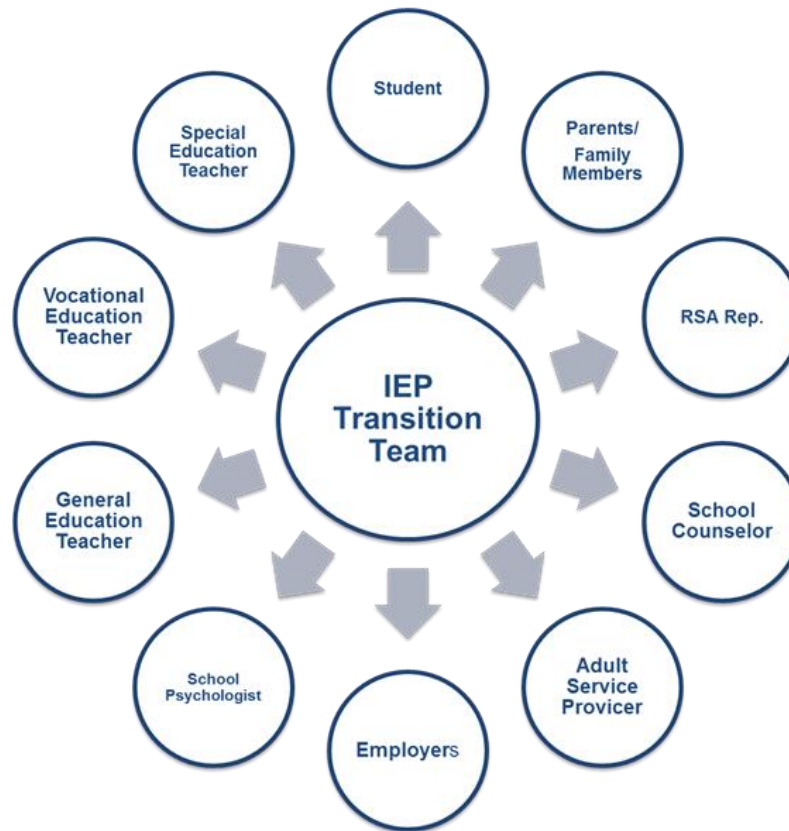 Student
Parents/
Family
Members
RSA Rep.
School
Counselor
Adult
Service
Provicer
Employers
School
Psychologist
General
Education
Teacher
Vocational
Education
Teacher
Special
Education
Teacher
IEP
Transition
Team